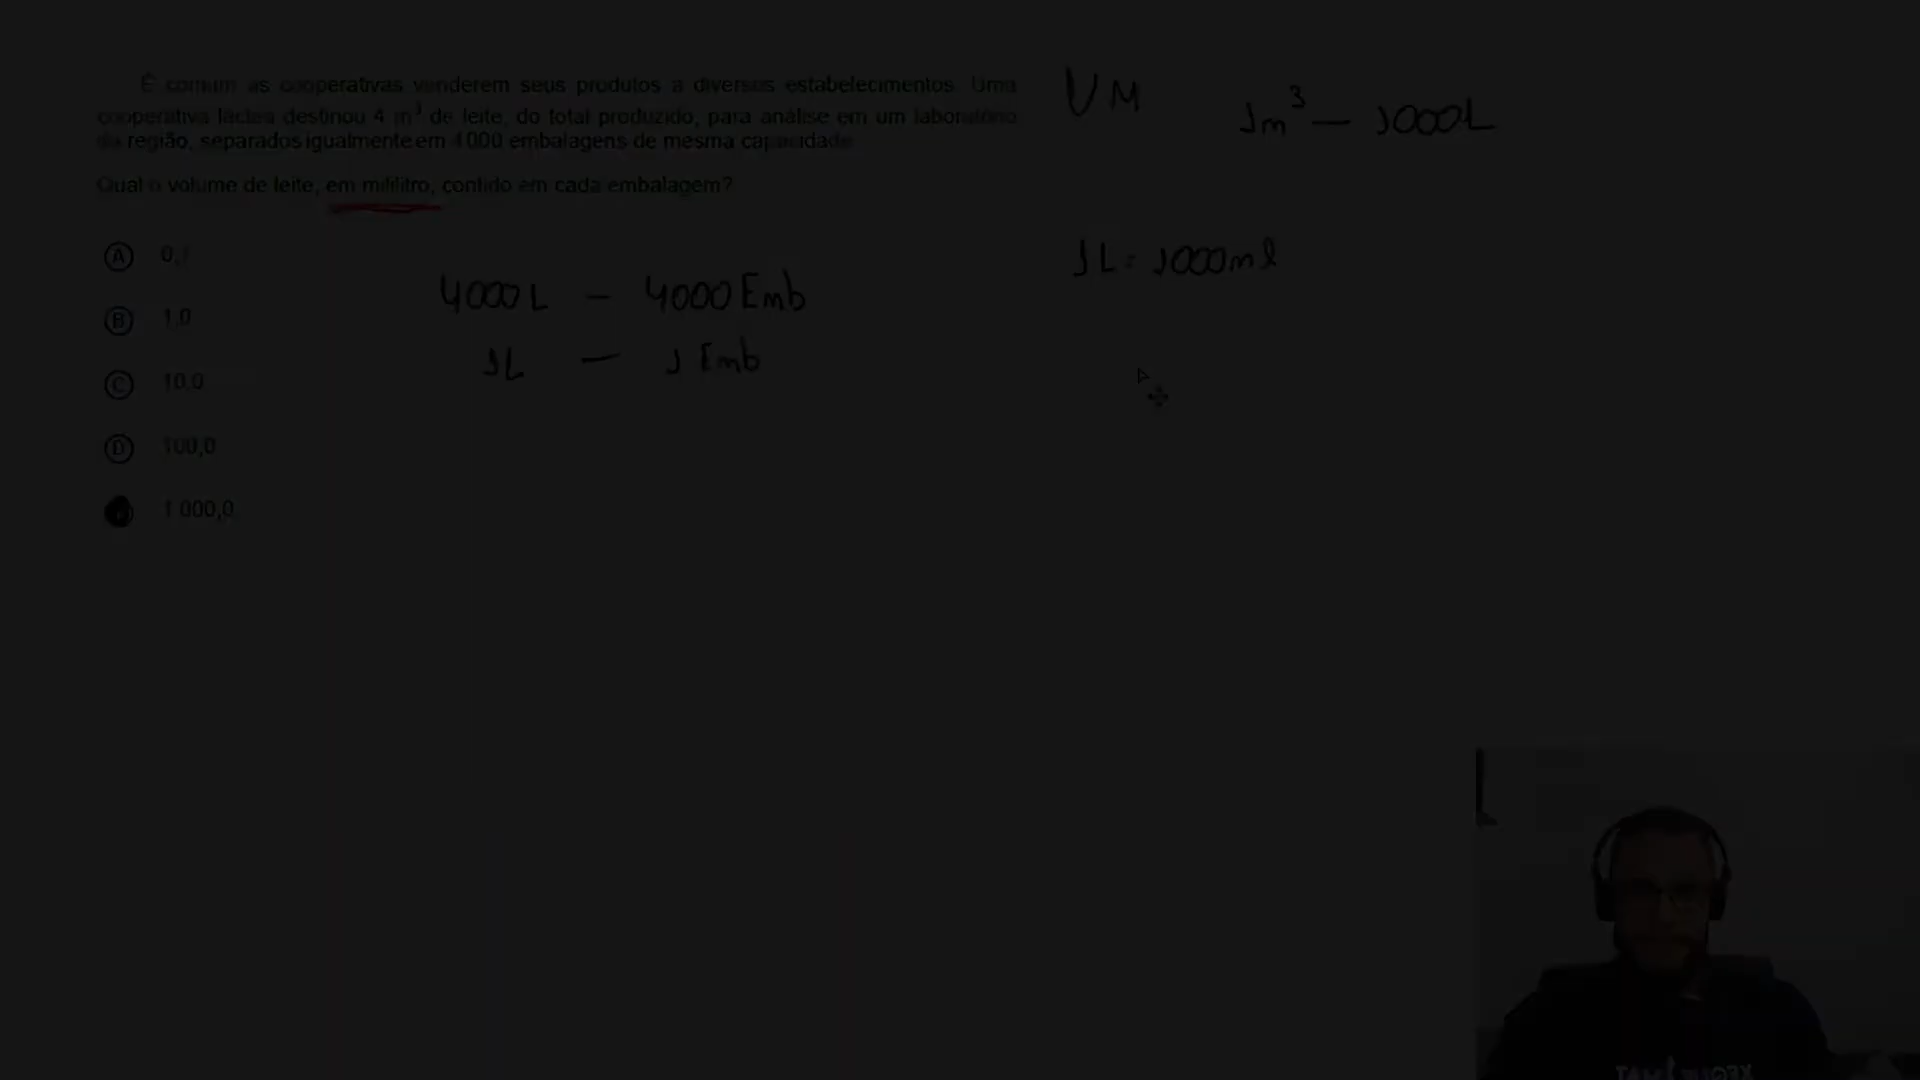 É comum as cooperativas venderem seus produtos a diversos estabelecimentos. Uma
cooperativa láctea destinou 4 m³ de leite, do total produzido, para análise em um laboratório
da região, separados igualmente em 4 000 embalagens de mesma capacidade.
Qual o volume de leite, em mililitro, contido em cada embalagem?
A 0,1
B 1,0
C 10,0
D 100,0
1 000,0
4000L — 4000 Emb
1L — 1 Emb
UM
1m³ — 1000L
1L = 1000ml